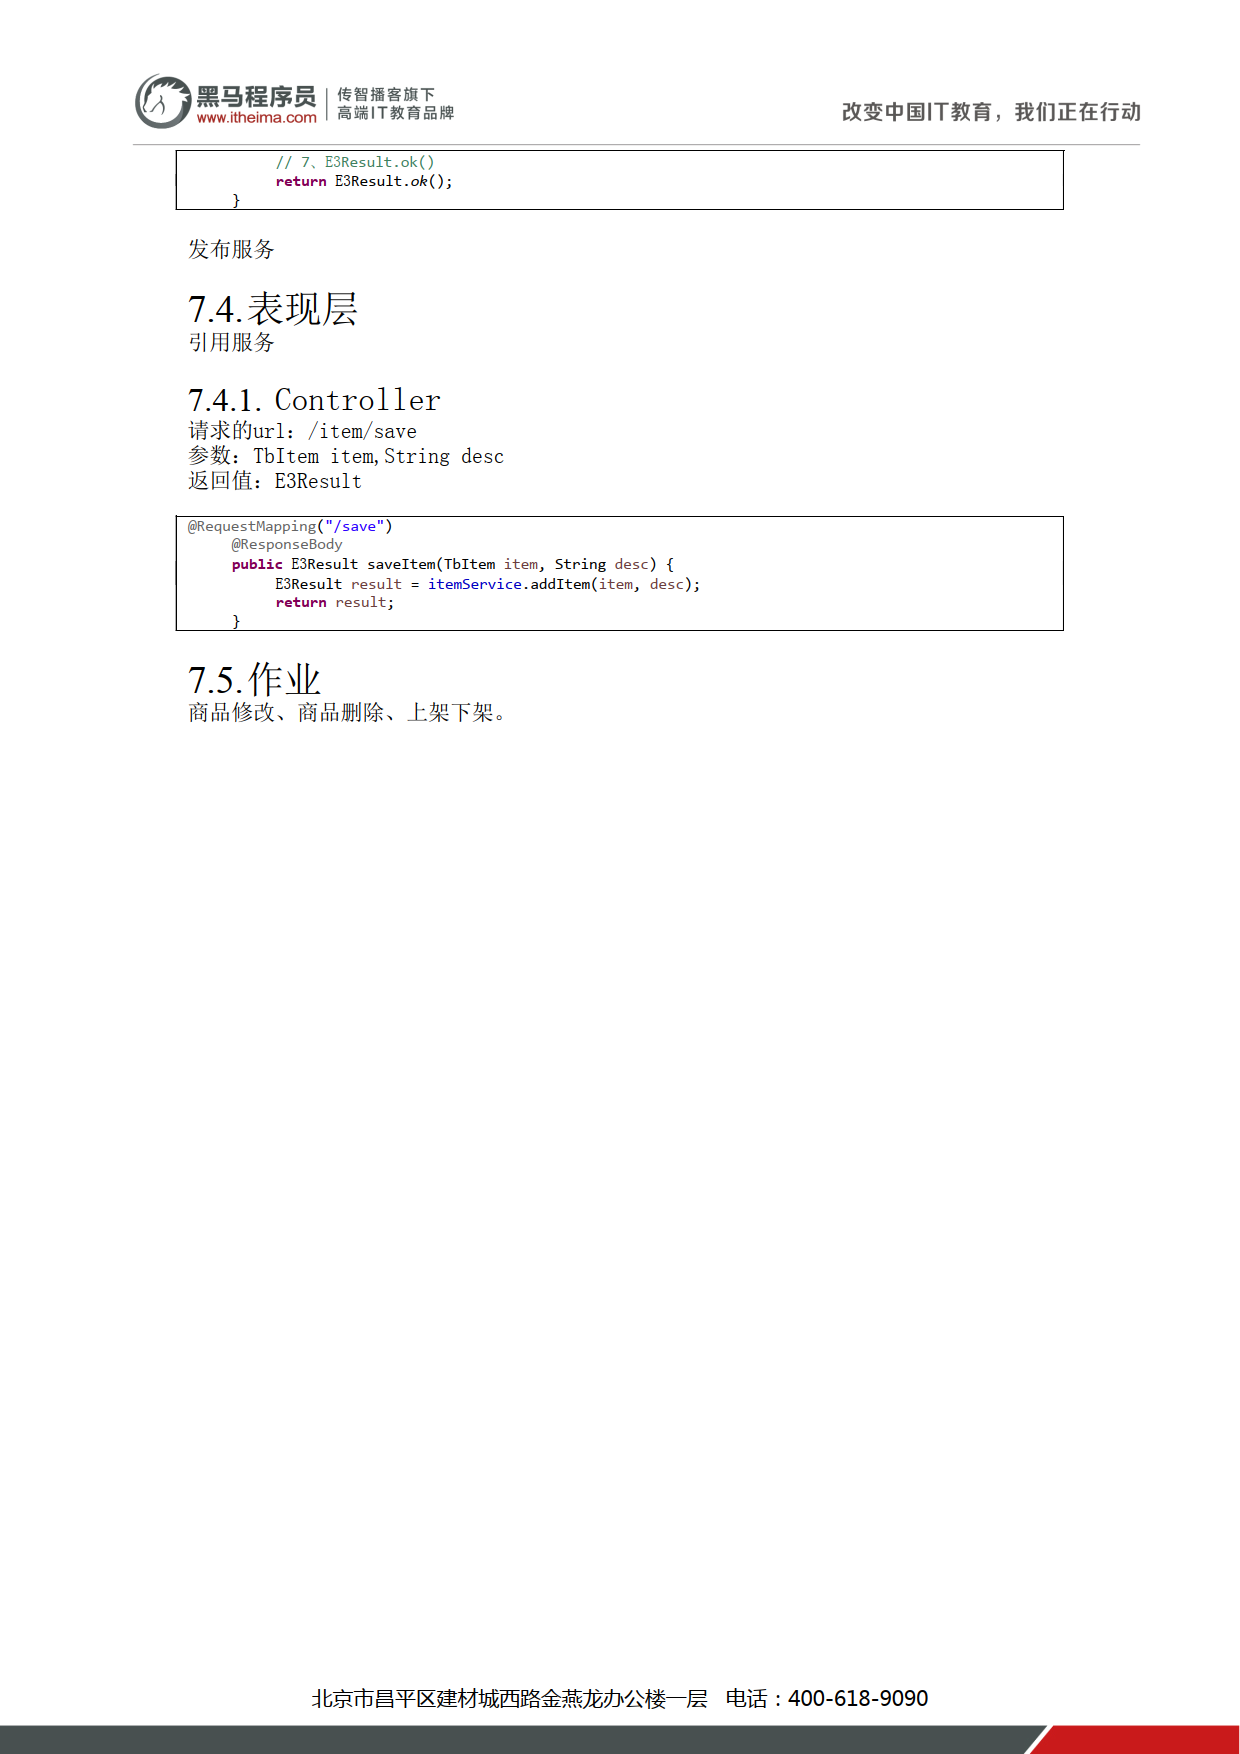 黑马程序员
www.itheima.com
传智播客旗下
高端IT教育品牌
改变中国IT教育，我们正在行动
// 7、E3Result.ok()
return E3Result.ok();
}
发布服务
7.4. 表现层
引用服务
7.4.1. Controller
请求的url：/item/save
参数：TbItem item,String desc
返回值：E3Result
@RequestMapping("/save")
@ResponseBody
public E3Result saveItem(TbItem item, String desc) {
E3Result result = itemService.addItem(item, desc);
return result;
}
7.5. 作业
商品修改、商品删除、上架下架。
北京市昌平区建材城西路金燕龙办公楼一层 电话：400-618-9090